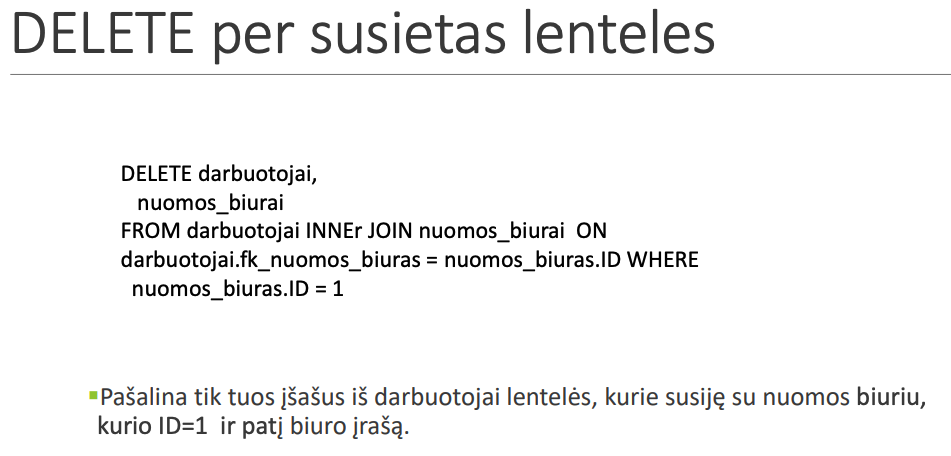 DELETE per susietas lenteles
DELETE darbuotojai,
nuomos_biurai
FROM darbuotojai INNEr JOIN nuomos_biurai ON
darbuotojai.fk_nuomos_biuras = nuomos_biuras.ID WHERE
nuomos_biuras.ID = 1
▪Pašalina tik tuos įšašus iš darbuotojai lentelės, kurie susiję su nuomos biuriu,
kurio ID=1 ir patį biuro įrašą.